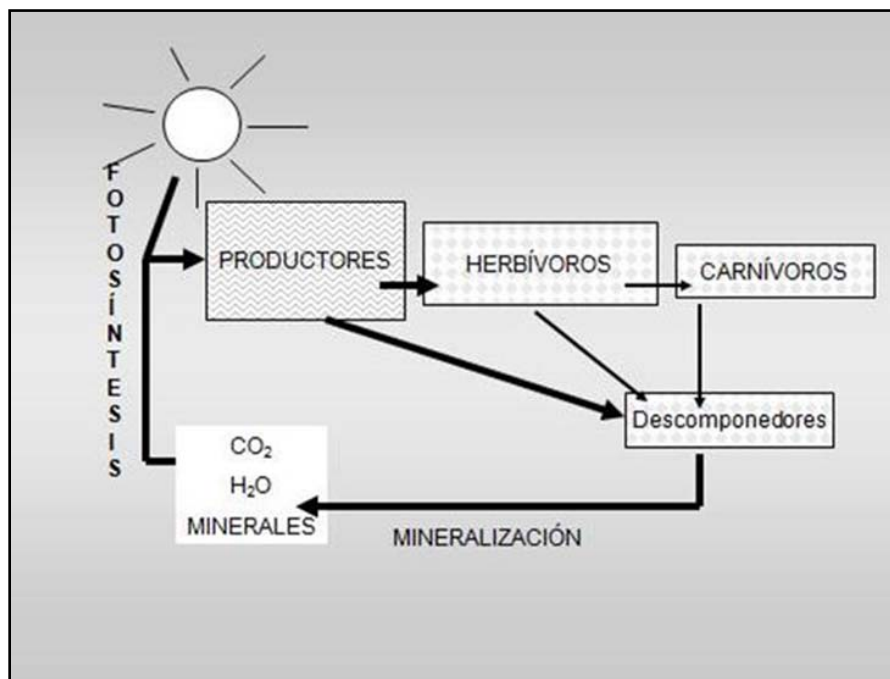 FOTOSÍNTESIS
PRODUCTORES
HERBÍVOROS
CARNÍVOROS
Descomponedores
CO₂
H₂O
MINERALES
MINERALIZACIÓN